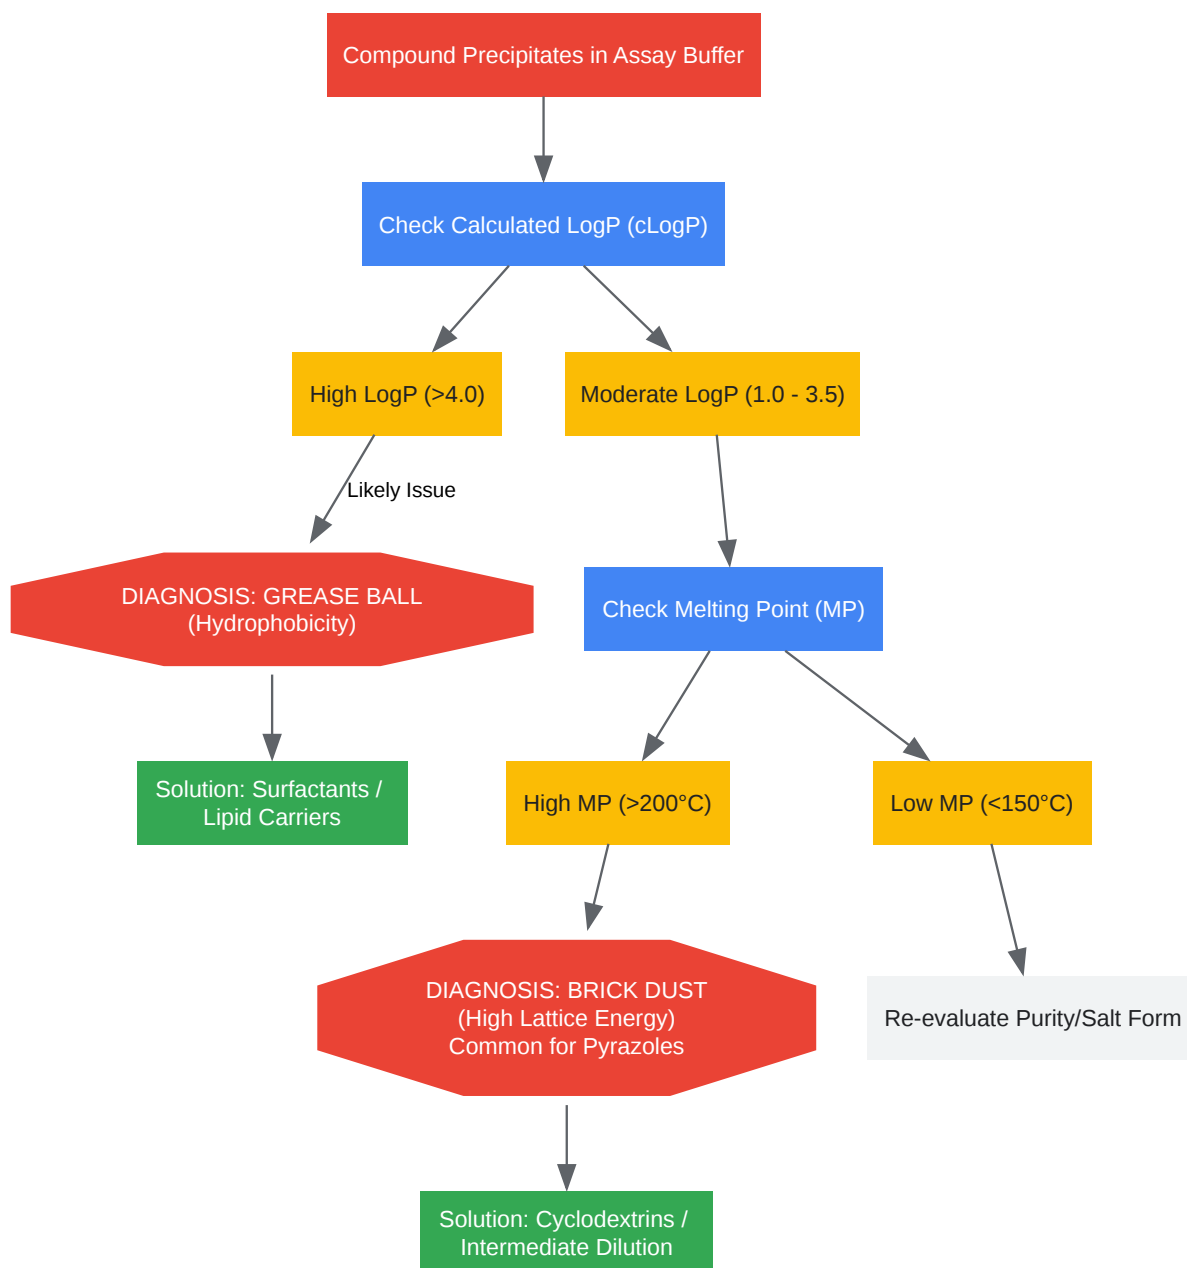 Compound Precipitates in Assay Buffer
Check Calculated LogP (cLogP)
High LogP (>4.0)
Moderate LogP (1.0 - 3.5)
Likely Issue
DIAGNOSIS: GREASE BALL
(Hydrophobicity)
Check Melting Point (MP)
Solution: Surfactants /
Lipid Carriers
High MP (>200°C)
Low MP (<150°C)
DIAGNOSIS: BRICK DUST
(High Lattice Energy)
Common for Pyrazoles
Re-evaluate Purity/Salt Form
Solution: Cyclodextrins /
Intermediate Dilution